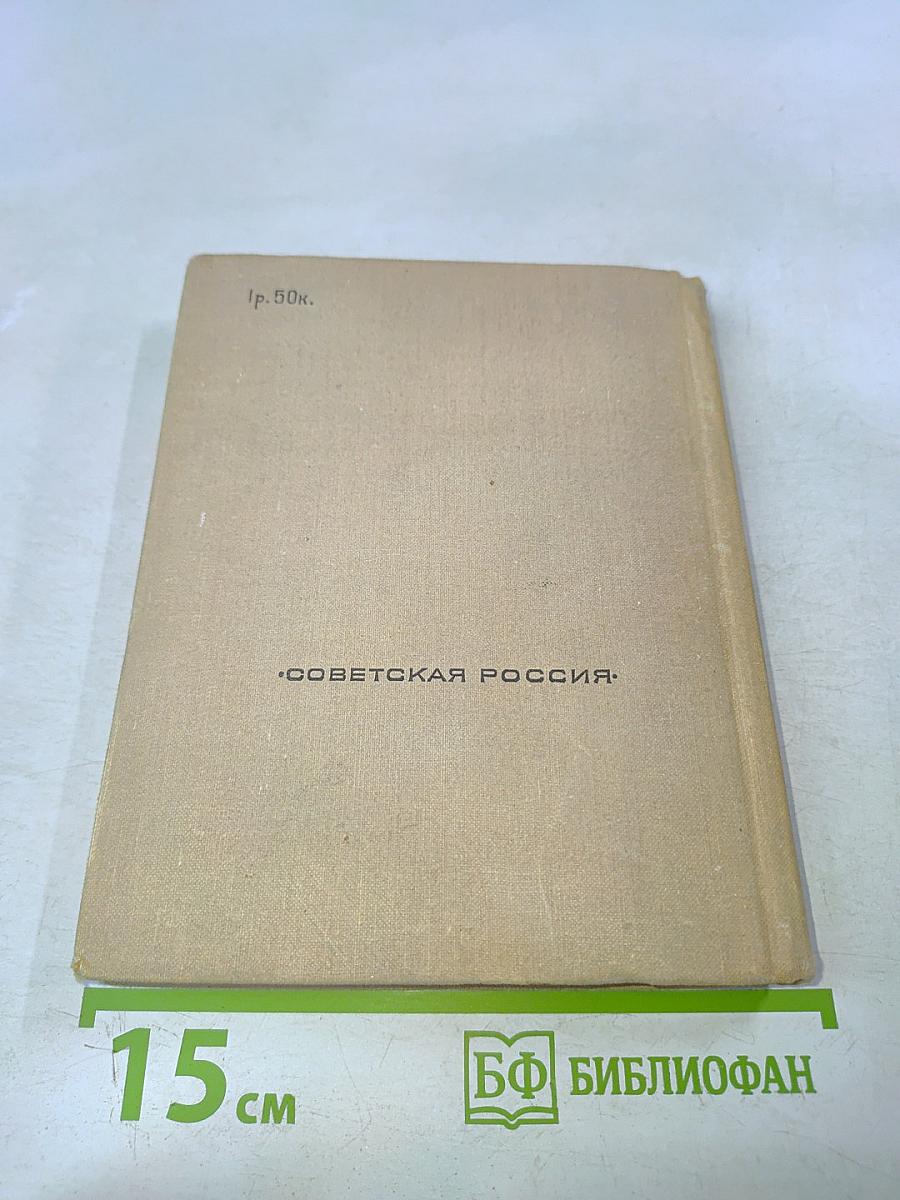 1р. 50к.
•СОВЕТСКАЯ РОССИЯ•
15 см
БФ БИБЛИОФАН